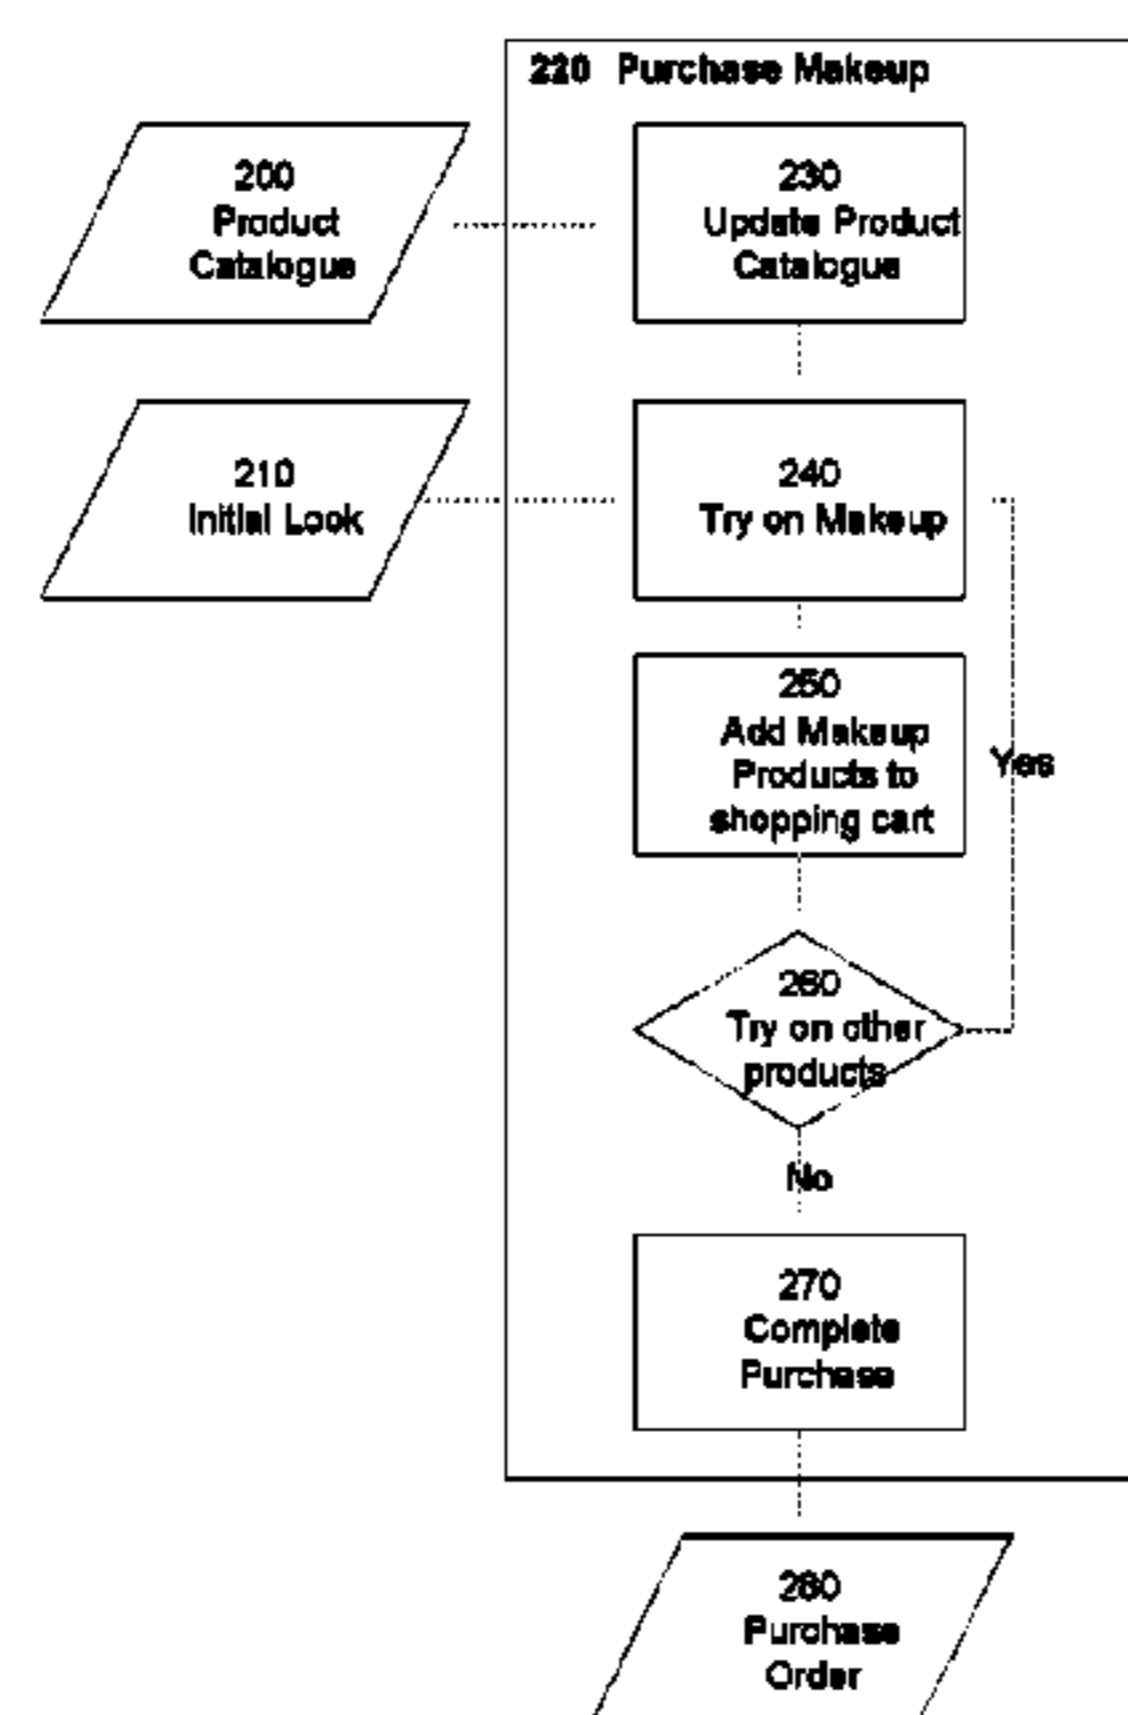 220 Purchase Makeup
200
Product
Catalogue
230
Update Product
Catalogue
210
Initial Look
240
Try on Makeup
250
Add Makeup
Products to
shopping cart
Yes
260
Try on other
products
No
270
Complete
Purchase
280
Purchase
Order